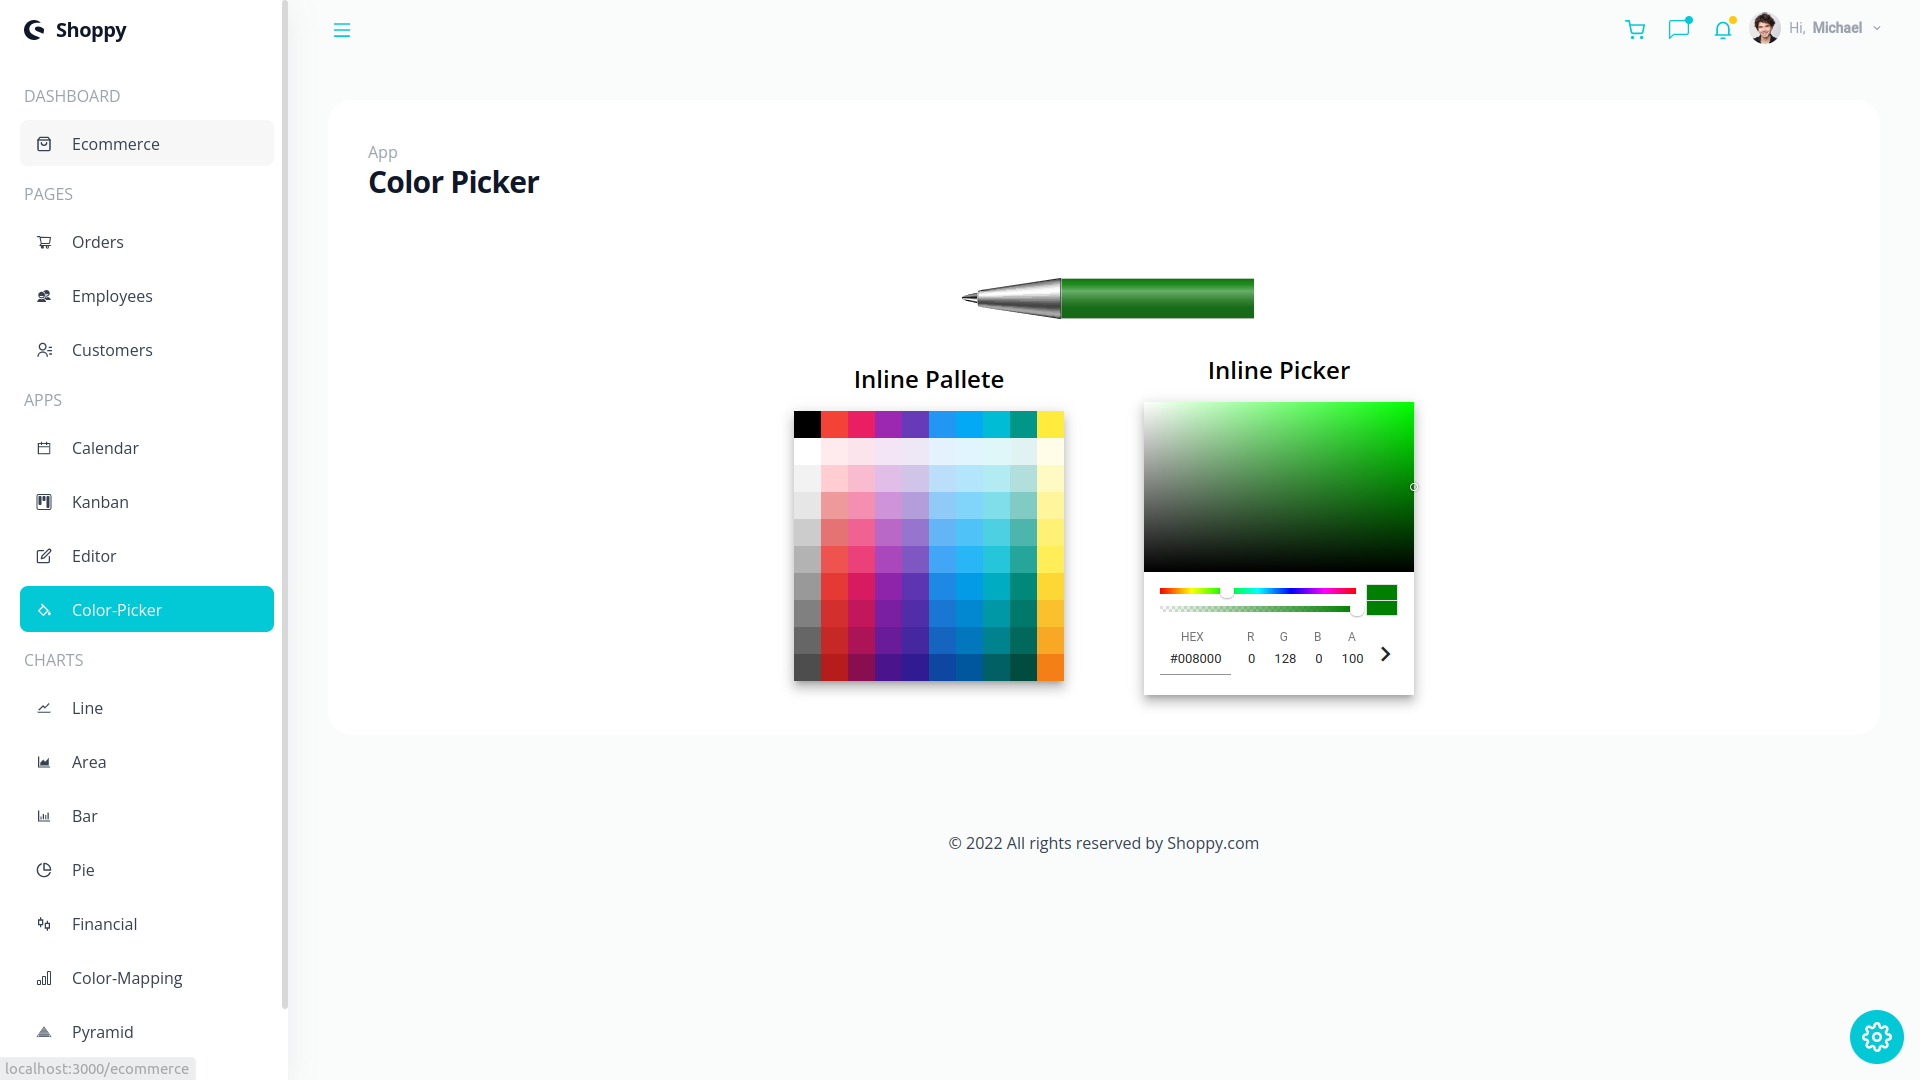 Shoppy
DASHBOARD
Ecommerce
PAGES
Orders
Employees
Customers
APPS
Calendar
Kanban
Editor
Color-Picker
CHARTS
Line
Area
Bar
Pie
Financial
Color-Mapping
Pyramid
localhost:3000/ecommerce
Hi, Michael
App
Color Picker
Inline Pallete
Inline Picker
HEX R G B A
#008000 0 128 0 100
© 2022 All rights reserved by Shoppy.com